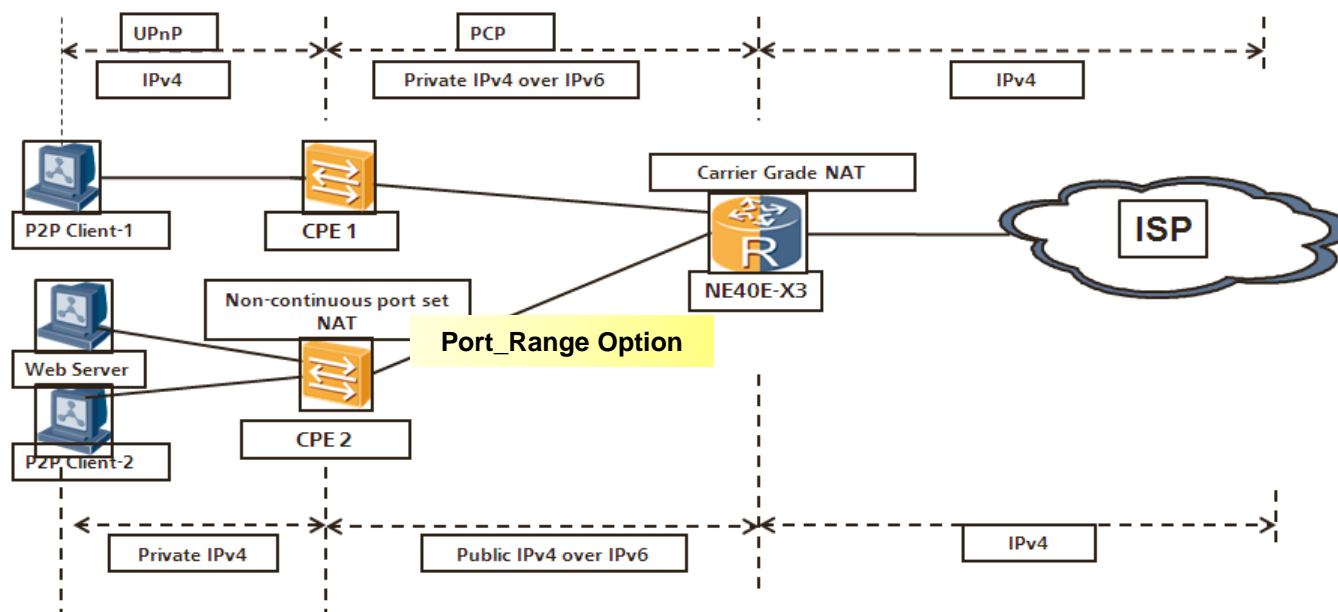 UPnP
PCP
IPv4
Private IPv4 over IPv6
IPv4
Carrier Grade NAT
P2P Client-1
CPE 1
ISP
R
NE40E-X3
Non-continuous port set
NAT
Port_Range Option
Web Server
CPE 2
P2P Client-2
Private IPv4
Public IPv4 over IPv6
IPv4